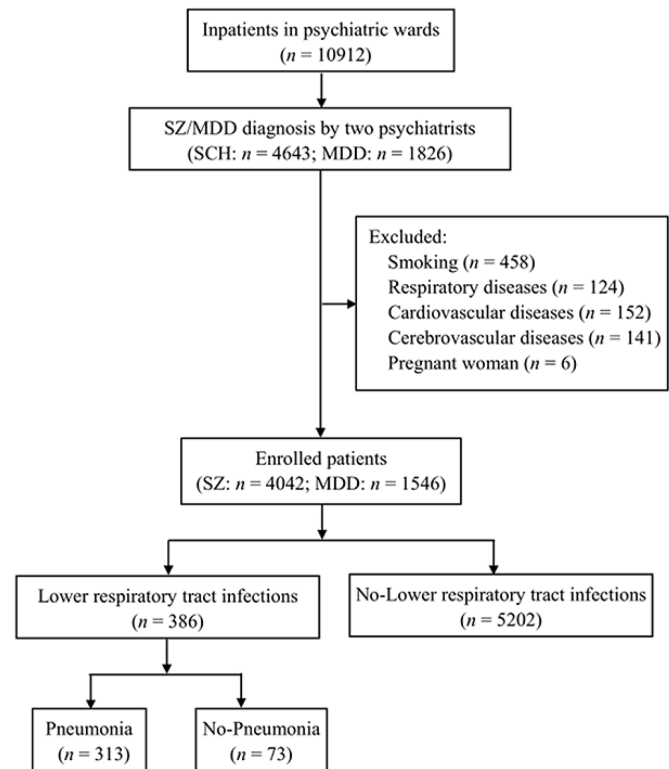 Inpatients in psychiatric wards
(n = 10912)
SZ/MDD diagnosis by two psychiatrists
(SCH: n = 4643; MDD: n = 1826)
Excluded:
Smoking (n = 458)
Respiratory diseases (n = 124)
Cardiovascular diseases (n = 152)
Cerebrovascular diseases (n = 141)
Pregnant woman (n = 6)
Enrolled patients
(SZ: n = 4042; MDD: n = 1546)
Lower respiratory tract infections
(n = 386)
No-Lower respiratory tract infections
(n = 5202)
Pneumonia
(n = 313)
No-Pneumonia
(n = 73)